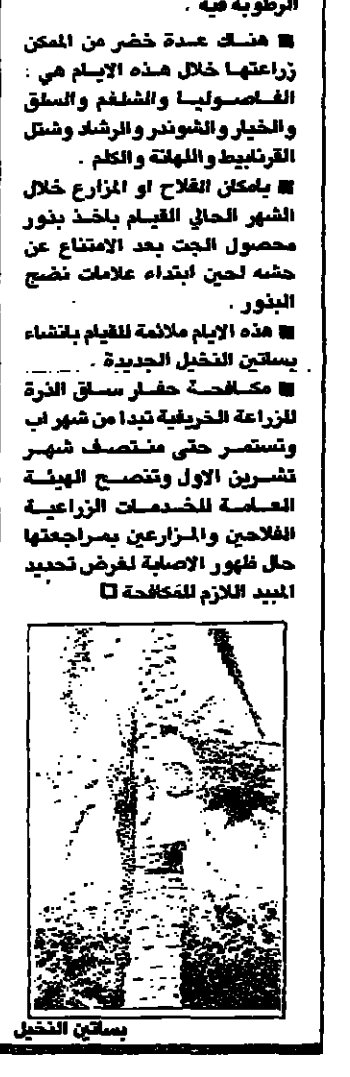 الرطوبة فيه .
■ هناك عدة خضر من الممكن
زراعتها خلال هذه الايام هي :
الفاصوليا والشلغم والسلق
والخيار والشوندر والرشاد وشتل
القرنابيط واللهانة والكلم .
■ بامكان الفلاح او المزارع خلال
الشهر الحالي القيام باخذ بذور
محصول الجت بعد الامتناع عن
حشه لحين ابتداء علامات نضج
البذور .
■ هذه الايام ملائمة للقيام بانشاء
بساتين النخيل الجديدة .
■ مكافحة حفار ساق الذرة
للزراعة الخريفية تبدا من شهر اب
وتستمر حتى منتصف شهر
تشرين الاول وتنصح الهيئة
العامة للخدمات الزراعية
الفلاحين والمزارعين بمراجعتها
حال ظهور الاصابة لغرض تحديد
المبيد اللازم للمكافحة □
بساتين النخيل